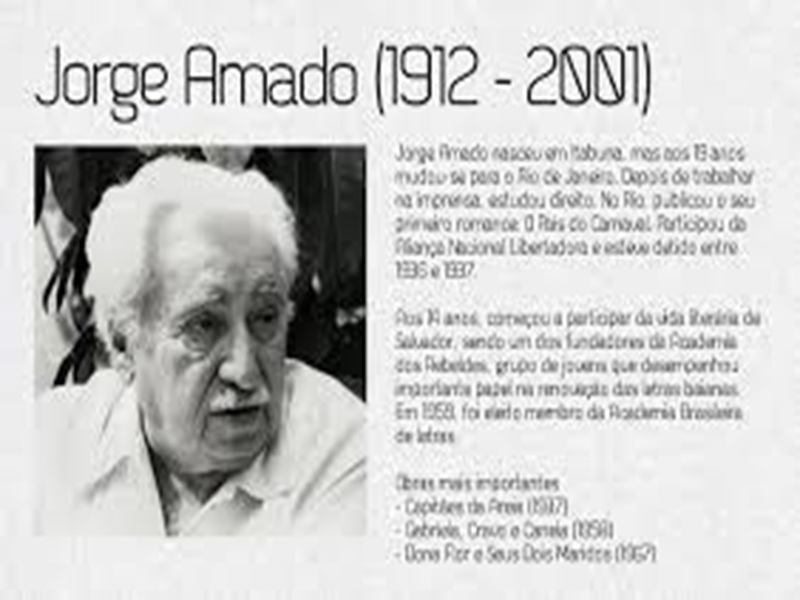 Jorge Amado (1912 - 2001)
Jorge Amado nasceu em Itabuna, mas aos 19 anos
mudou-se para o Rio de Janeiro. Depois de trabalhar
na imprensa, estudou direito. No Rio, publicou o seu
primeiro romance: O País do Carnaval. Participou da
Aliança Nacional Libertadora e esteve detido entre
1936 e 1937.
Aos 14 anos, começou a participar da vida literária de
Salvador, sendo um dos fundadores da Academia
dos Rebeldes, grupo de jovens que desempenhou
importante papel na renovação das letras baianas.
Em 1959, foi eleito membro da Academia Brasileira
de letras.
Obras mais importantes
- Capitães da Areia (1937)
- Gabriela, Cravo e Canela (1958)
- Dona Flor e Seus Dois Maridos (1967)